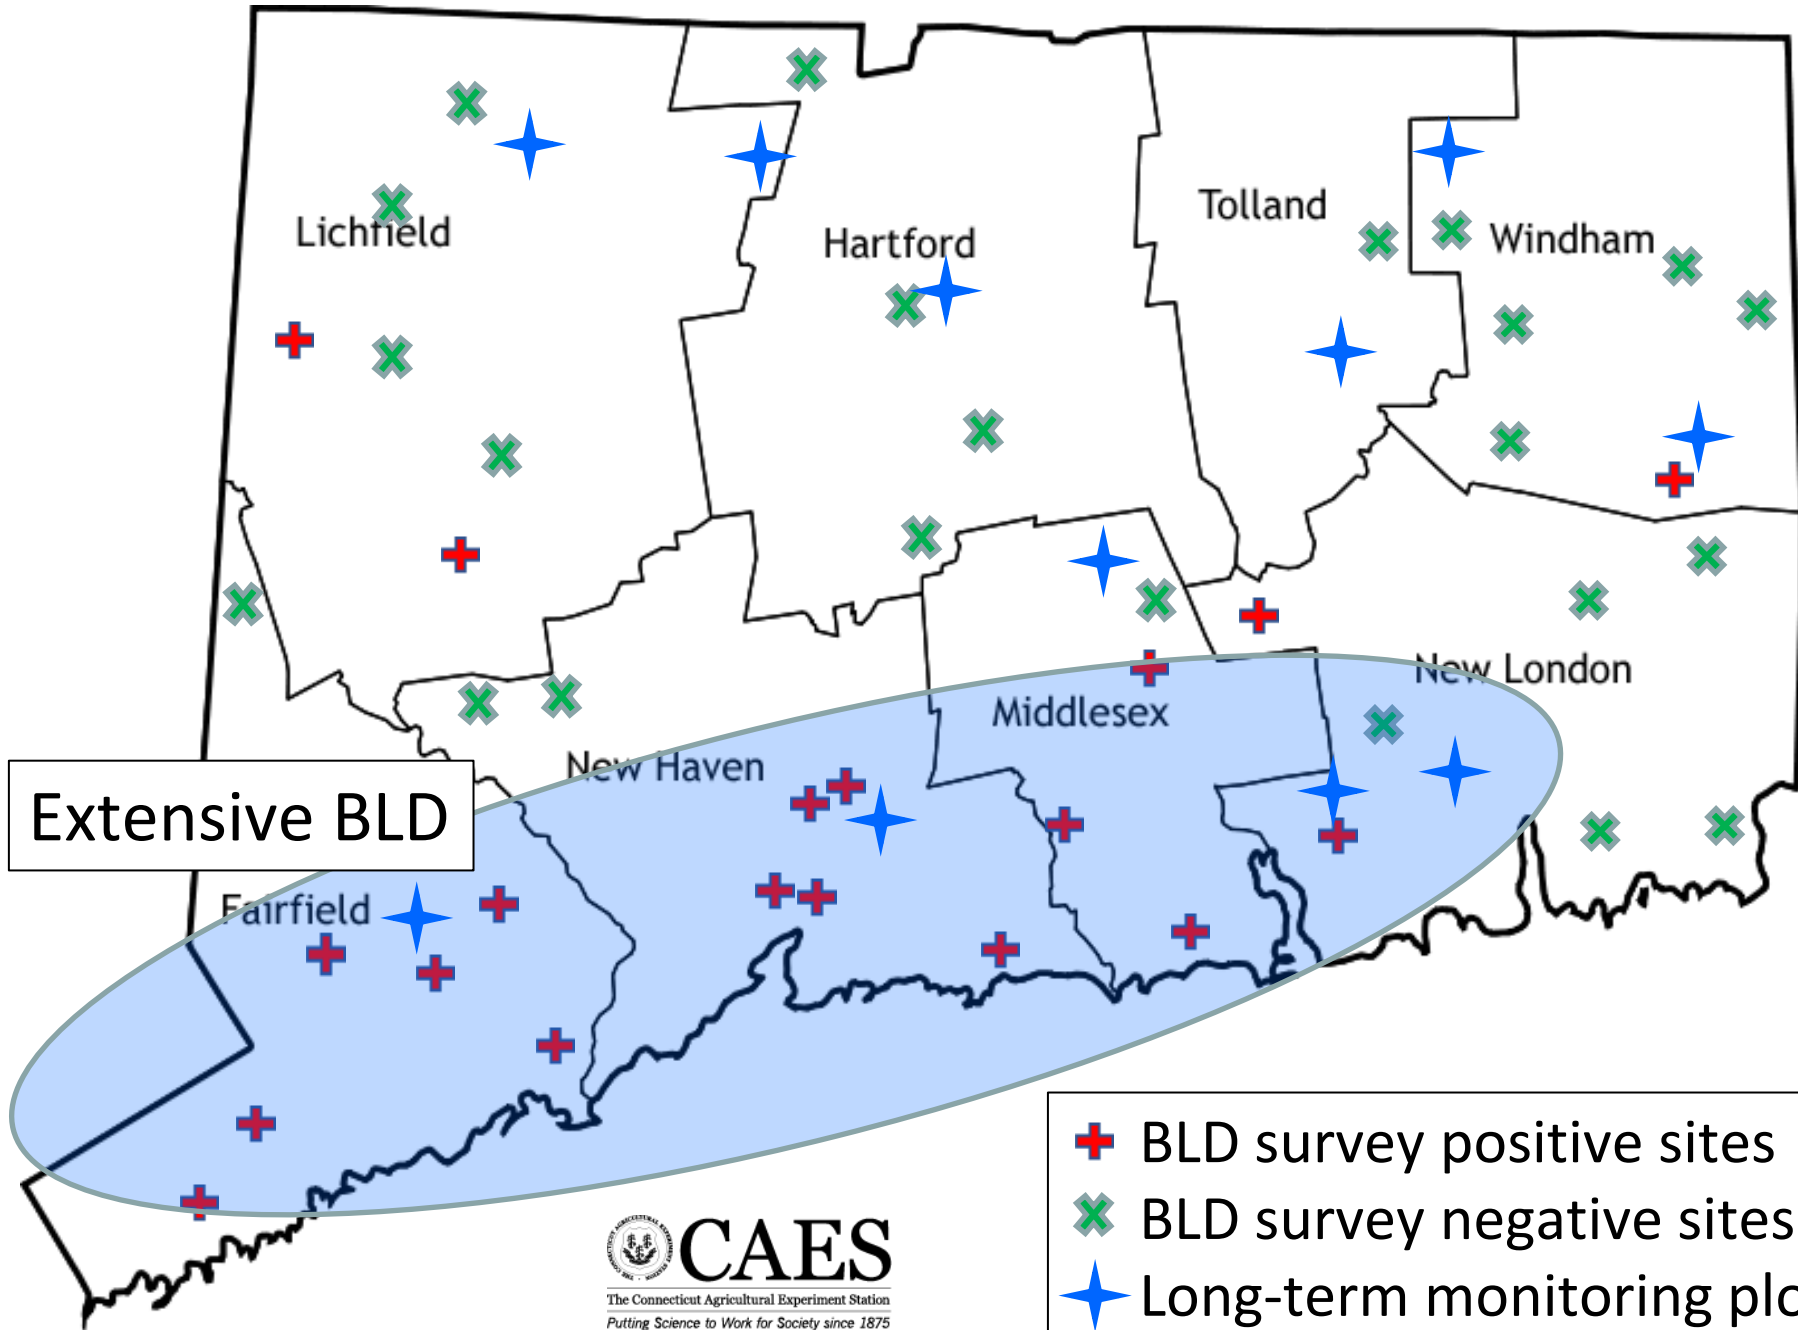 Tolland
Lichfield
Hartford
Windham
New London
Middlesex
New Haven
Extensive BLD
Fairfield
BLD survey positive sites
BLD survey negative sites
Long-term monitoring plo
CAES
The Connecticut Agricultural Experiment Station
Putting Science to Work for Society since 1875